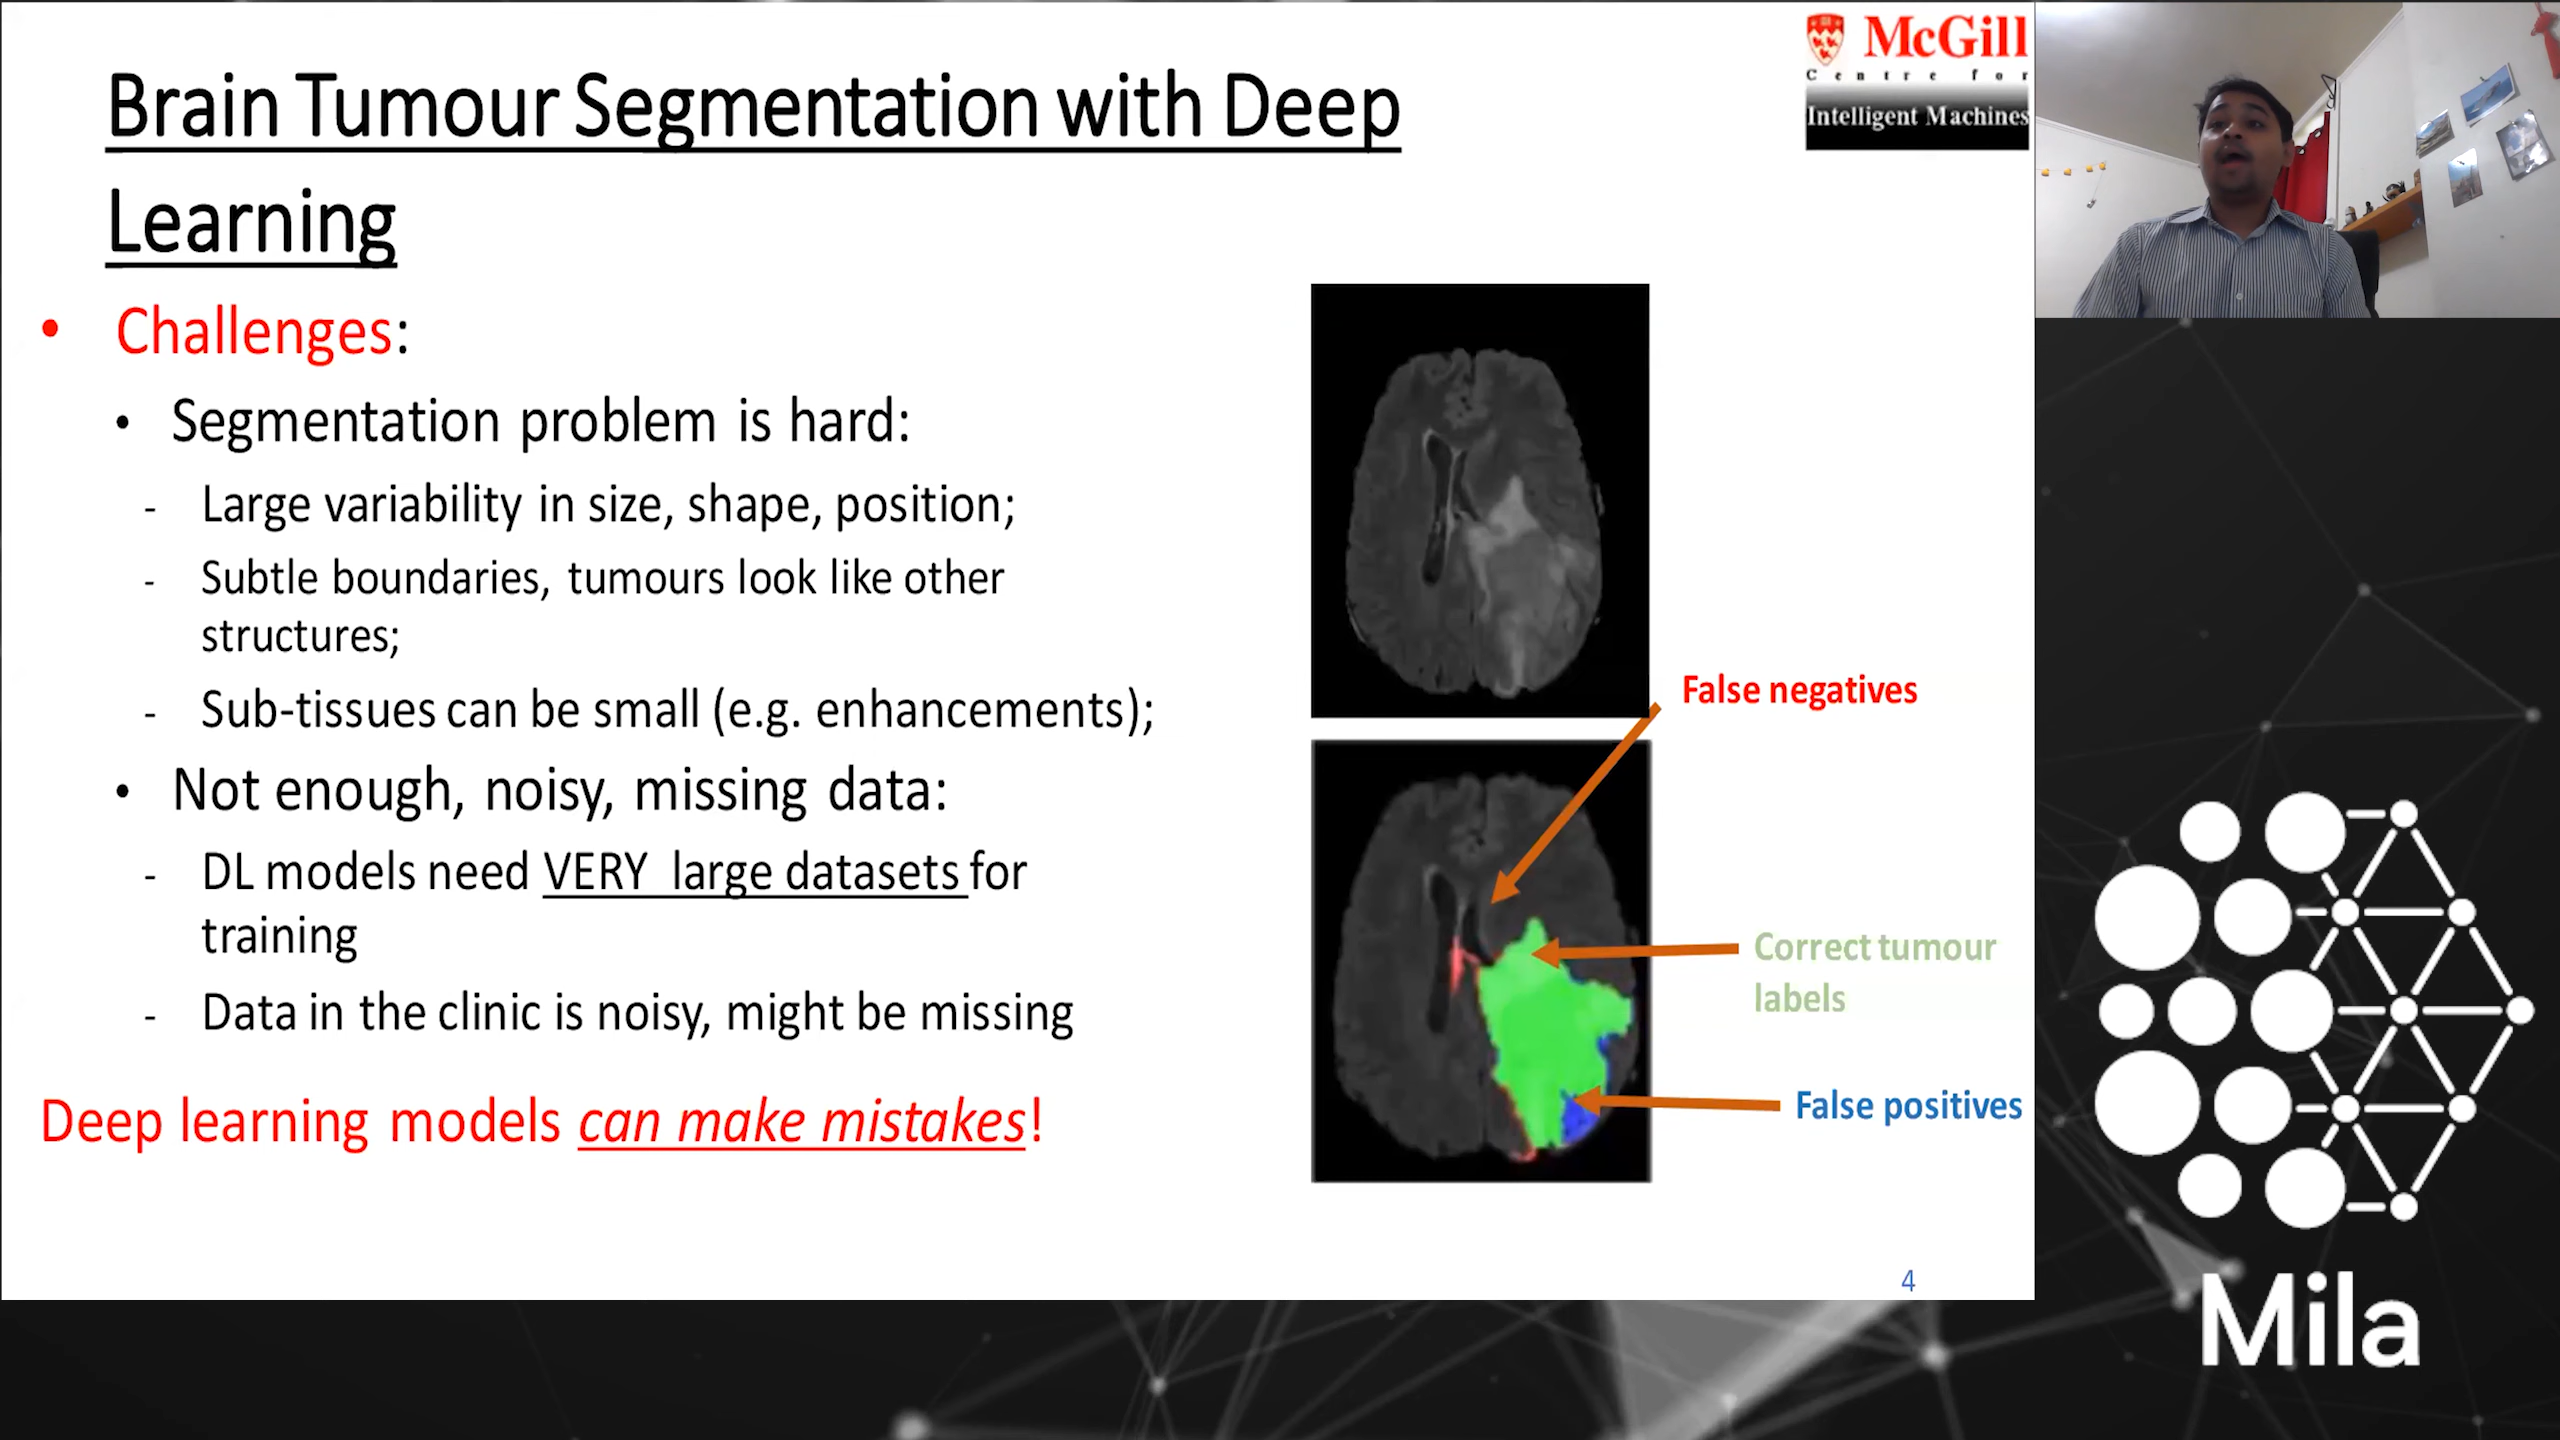 Brain Tumour Segmentation with Deep
Learning
McGill
Centre for
Intelligent Machines
• Challenges:
• Segmentation problem is hard:
- Large variability in size, shape, position;
- Subtle boundaries, tumours look like other
structures;
- Sub-tissues can be small (e.g. enhancements);
• Not enough, noisy, missing data:
- DL models need VERY large datasets for
training
- Data in the clinic is noisy, might be missing
Deep learning models can make mistakes!
False negatives
Correct tumour
labels
False positives
4
Mila